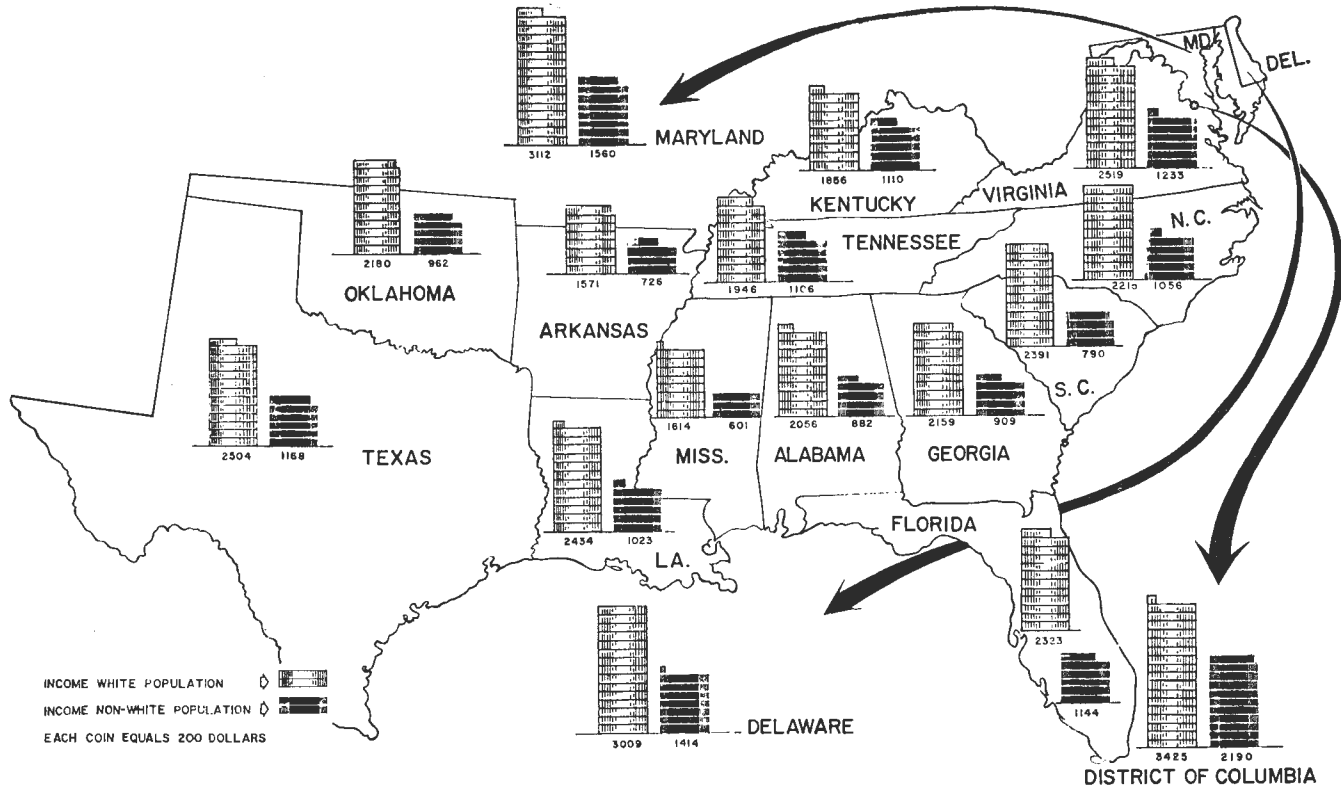 MD.
DEL.
3112 1560
MARYLAND
1110
KENTUCKY
2519 1233
VIRGINIA
N.C.
2180 962
OKLAHOMA
1571 726
ARKANSAS
1946
TENNESSEE
1056
2391 790
S. C.
2504 1168
TEXAS
1614 601
MISS.
2056 882
ALABAMA
2159 909
GEORGIA
2434 1023
LA.
FLORIDA
1144
INCOME WHITE POPULATION
INCOME NON-WHITE POPULATION
EACH COIN EQUALS 200 DOLLARS
3009 1414
DELAWARE
3425 2190
DISTRICT OF COLUMBIA